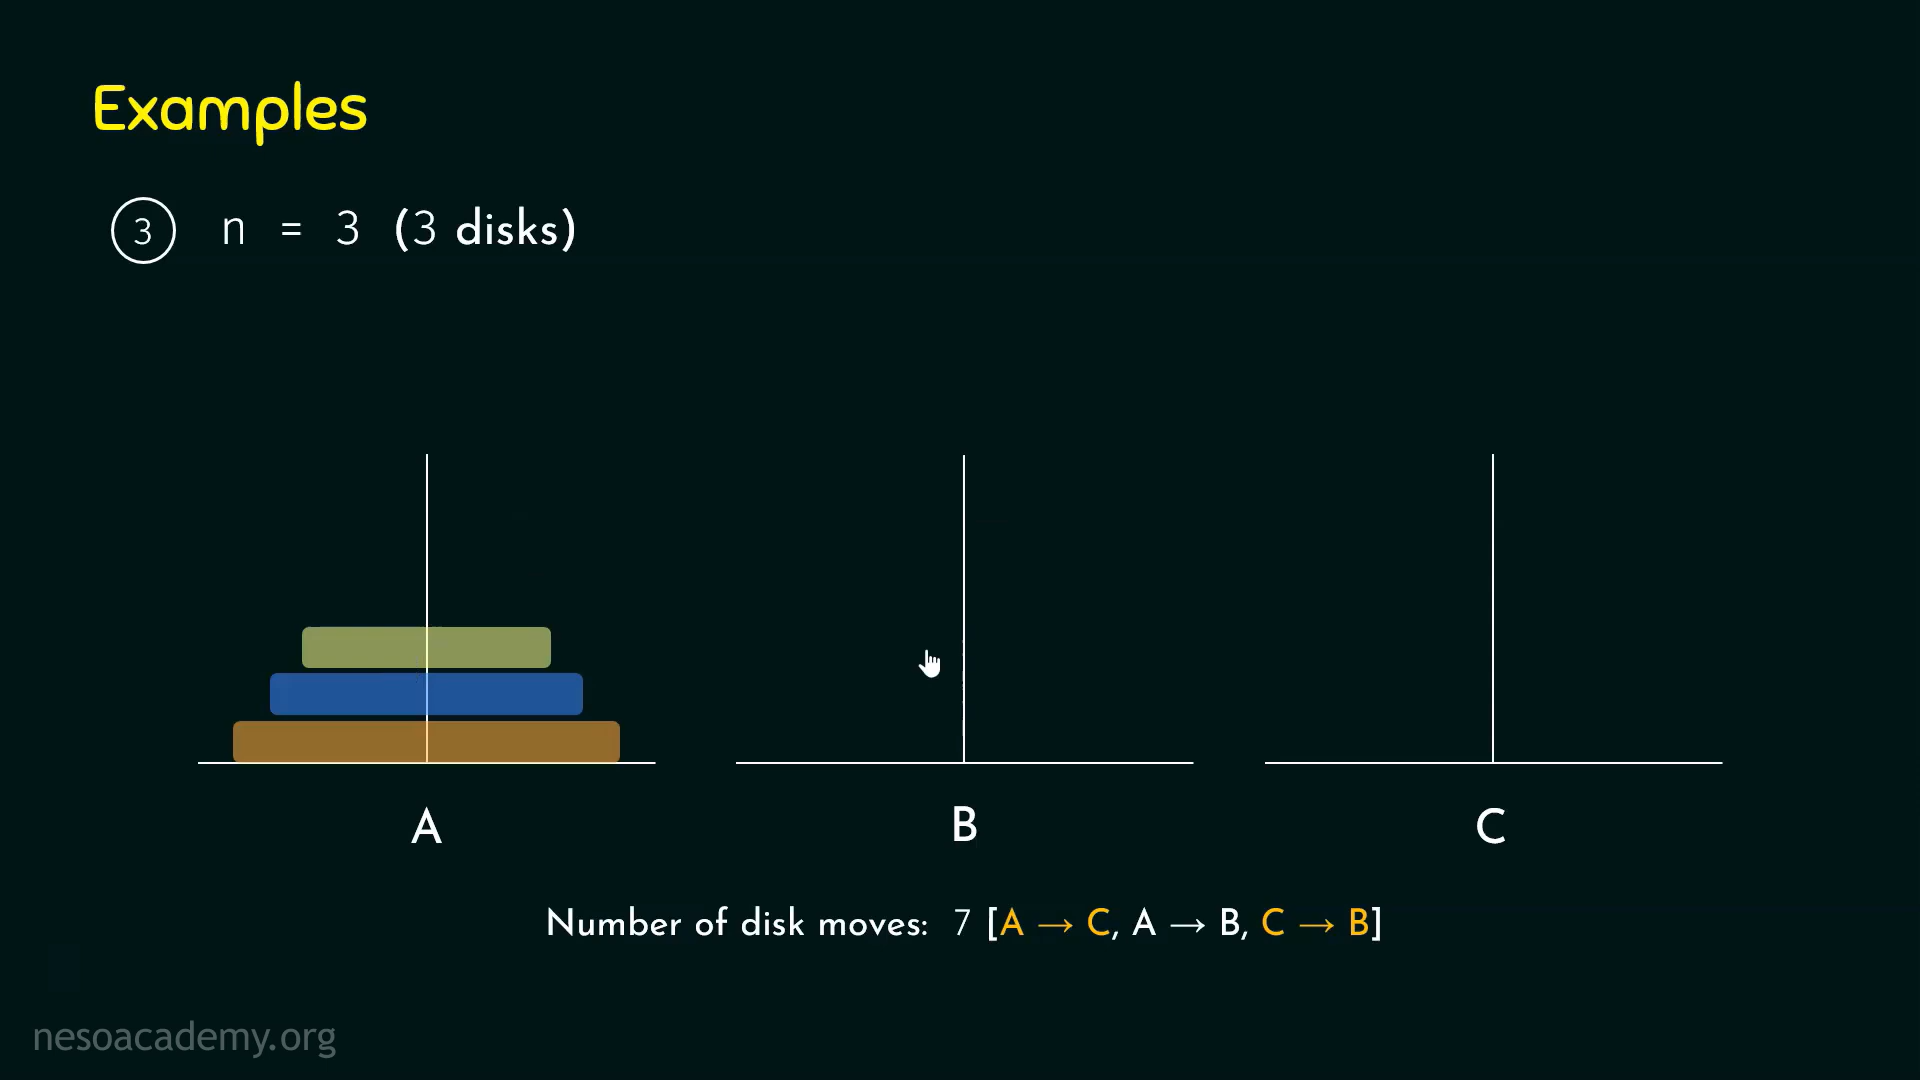 Examples
3 n = 3 (3 disks)
A B C
Number of disk moves: 7 [A → C, A → B, C → B]
nesoacademy.org